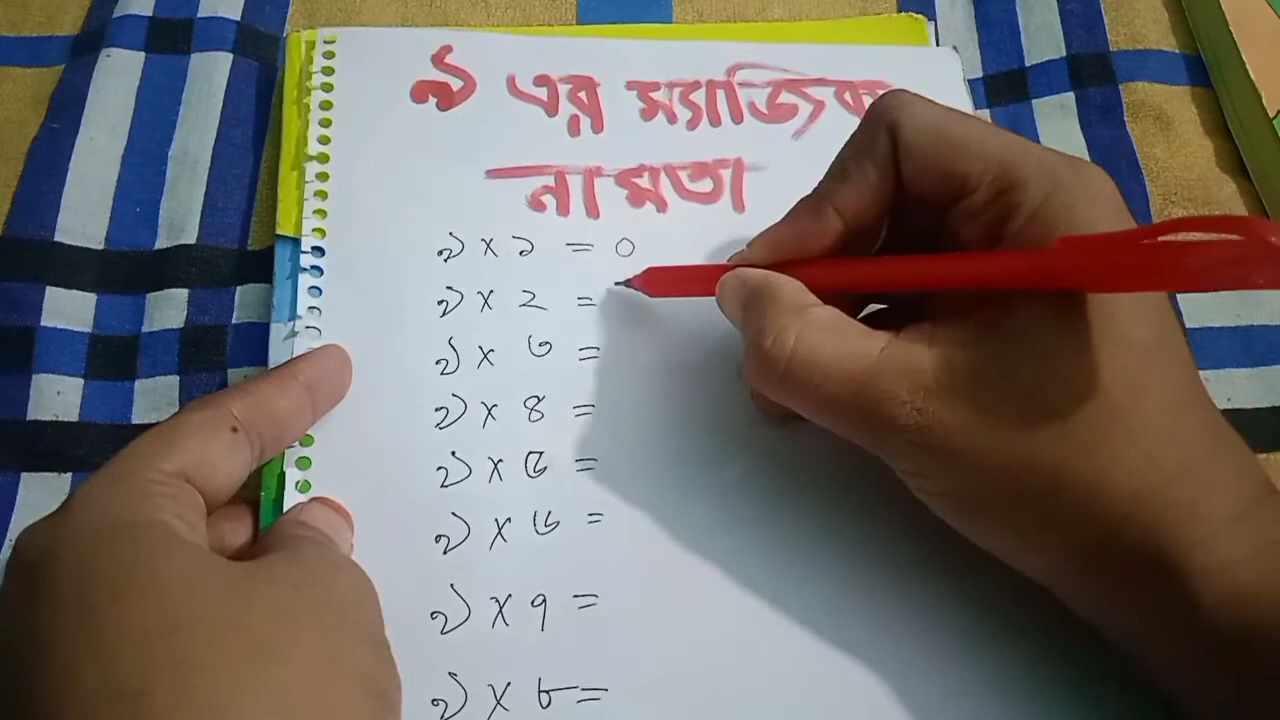 ৯ এর ম্যাজিক
নামতা
৯ × ১ = ০
৯ × ২ =
৯ × ৩ =
৯ × ৪ =
৯ × ৫ =
৯ × ৬ =
৯ × ৭ =
৯ × ৮ =